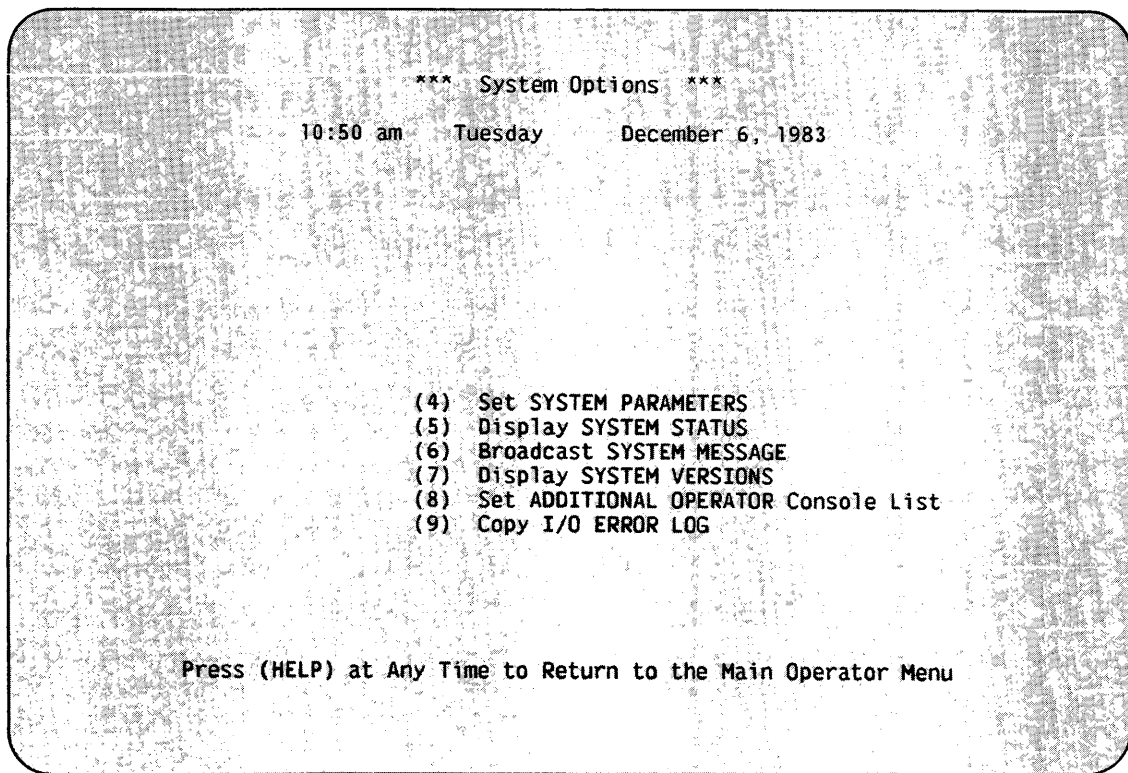 *** System Options ***
10:50 am Tuesday December 6, 1983
(4) Set SYSTEM PARAMETERS
(5) Display SYSTEM STATUS
(6) Broadcast SYSTEM MESSAGE
(7) Display SYSTEM VERSIONS
(8) Set ADDITIONAL OPERATOR Console List
(9) Copy I/O ERROR LOG
Press (HELP) at Any Time to Return to the Main Operator Menu